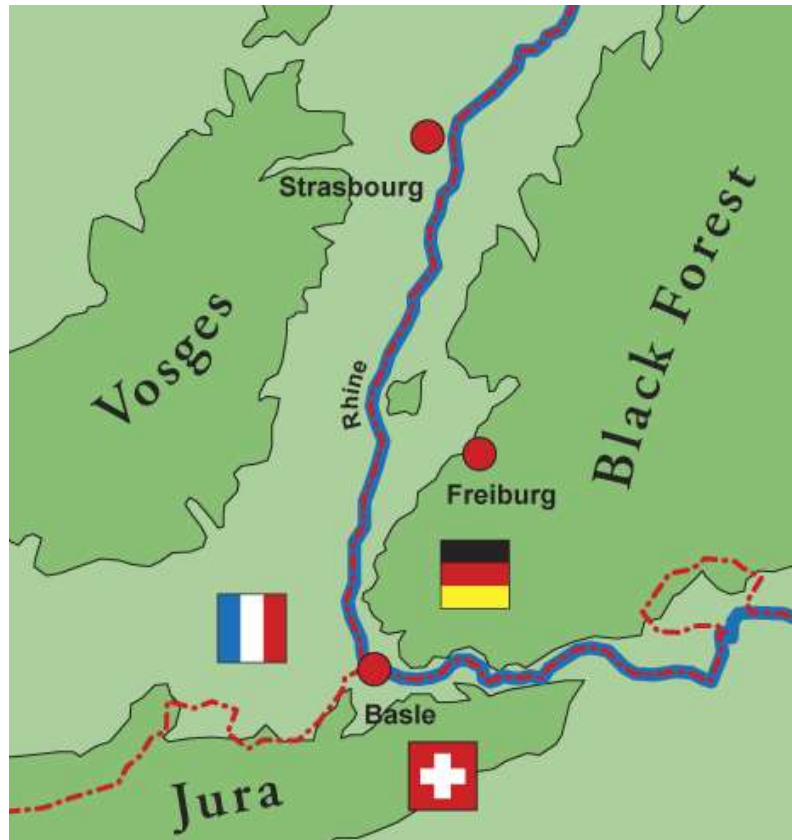 Strasbourg
Black Forest
Vosges
Rhine
Freiburg
Basle
Jura